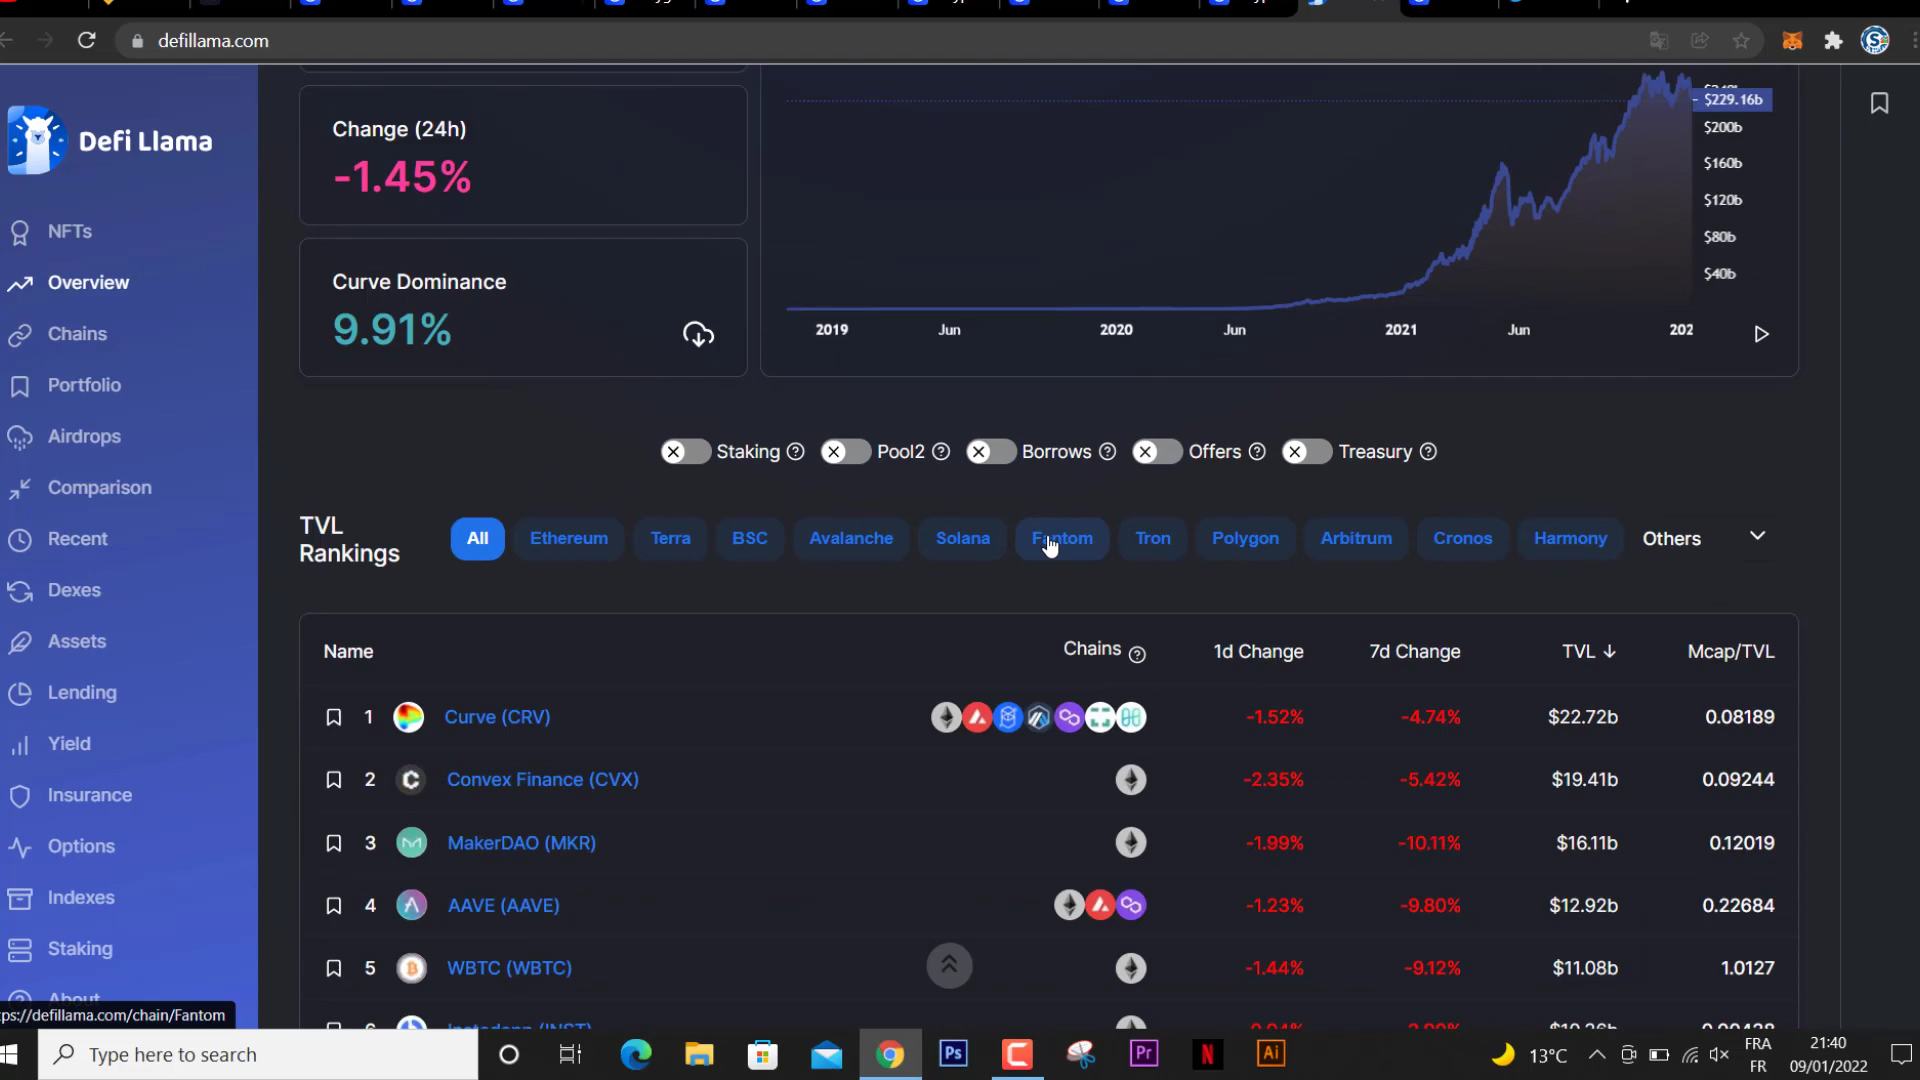 defillama.com
Defi Llama
NFTs
Overview
Chains
Portfolio
Airdrops
Comparison
Recent
Dexes
Assets
Lending
Yield
Insurance
Options
Indexes
Staking
About
tps://defillama.com/chain/Fantom
Change (24h)
-1.45%
Curve Dominance
9.91%
$229.16b
$200b
$160b
$120b
$80b
$40b
2019 Jun 2020 Jun 2021 Jun 202
Staking Pool2 Borrows Offers Treasury
TVL
Rankings
All Ethereum Terra BSC Avalanche Solana Fantom Tron Polygon Arbitrum Cronos Harmony Others
Name Chains 1d Change 7d Change TVL Mcap/TVL
1 Curve (CRV) -1.52% -4.74% $22.72b 0.08189
2 Convex Finance (CVX) -2.35% -5.42% $19.41b 0.09244
3 MakerDAO (MKR) -1.99% -10.11% $16.11b 0.12019
4 AAVE (AAVE) -1.23% -9.80% $12.92b 0.22684
5 WBTC (WBTC) -1.44% -9.12% $11.08b 1.0127
Type here to search
Ps
Pr
N
Ai
13°C
FRA
FR
21:40
09/01/2022